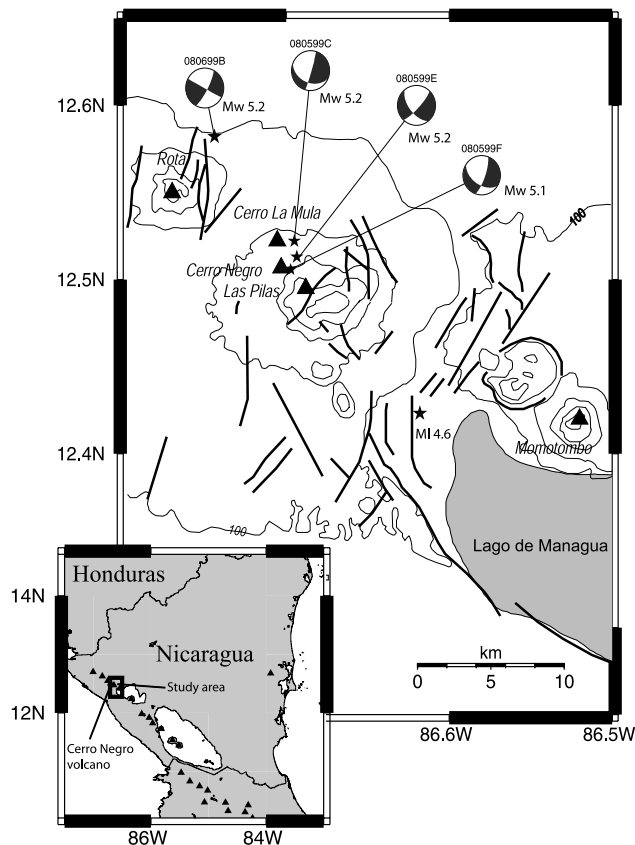 080699B
Mw 5.2
080599C
Mw 5.2
080599E
Mw 5.2
080599F
Mw 5.1
12.6N
12.5N
12.4N
Rota
Cerro La Mula
Cerro Negro
Las Pilas
100
Ml 4.6
Momotombo
100
Lago de Managua
km
0 5 10
86.6W 86.5W
Honduras
Nicaragua
Study area
Cerro Negro
volcano
14N
12N
86W 84W